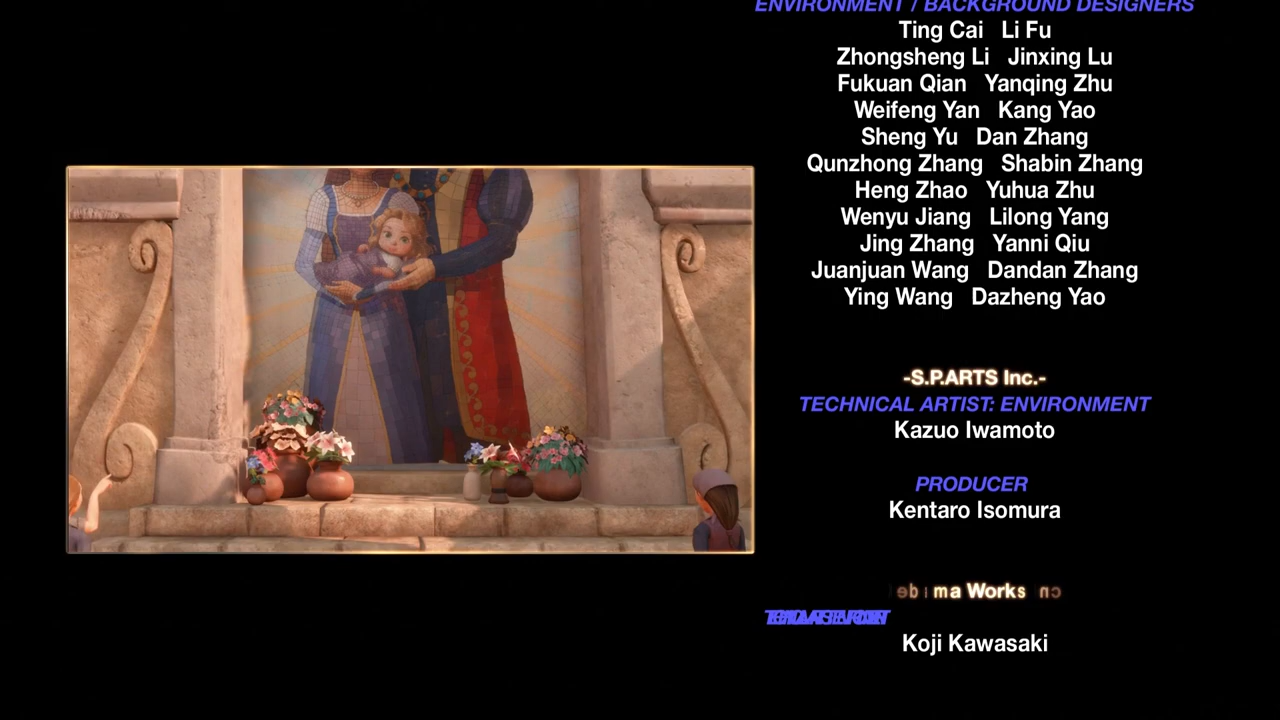 ENVIRONMENT / BACKGROUND DESIGNERS
Ting Cai Li Fu
Zhongsheng Li Jinxing Lu
Fukuan Qian Yanqing Zhu
Weifeng Yan Kang Yao
Sheng Yu Dan Zhang
Qunzhong Zhang Shabin Zhang
Heng Zhao Yuhua Zhu
Wenyu Jiang Lilong Yang
Jing Zhang Yanni Qiu
Juanjuan Wang Dandan Zhang
Ying Wang Dazheng Yao
-S.P.ARTS Inc.-
TECHNICAL ARTIST: ENVIRONMENT
Kazuo Iwamoto
PRODUCER
Kentaro Isomura
Works
Koji Kawasaki